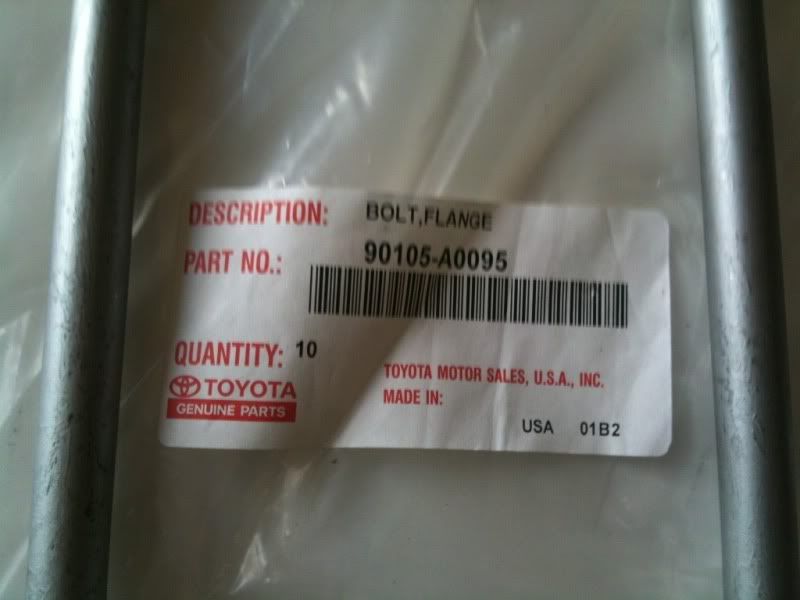 DESCRIPTION: BOLT,FLANGE
PART NO.: 90105-A0095
QUANTITY: 10
TOYOTA
GENUINE PARTS
TOYOTA MOTOR SALES, U.S.A., INC.
MADE IN:
USA 01B2